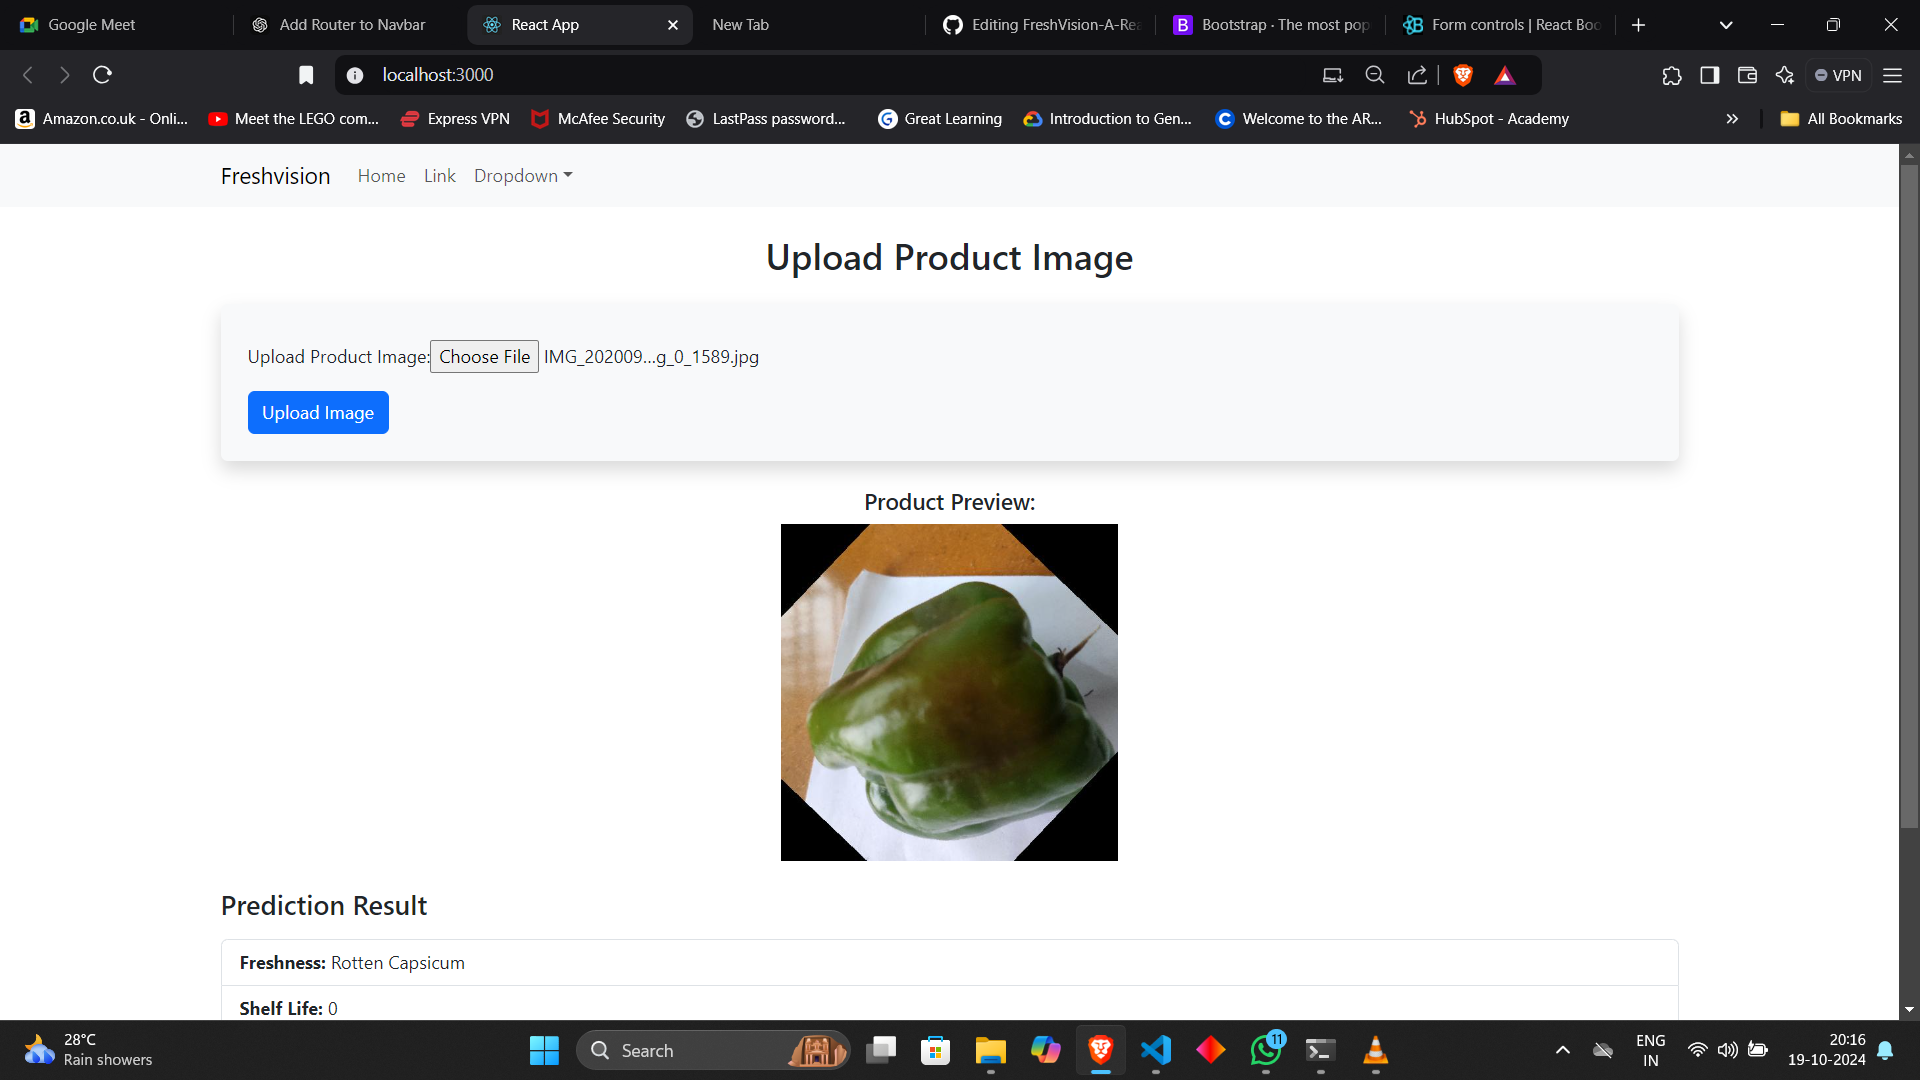 Google Meet
Add Router to Navbar
React App
New Tab
Editing FreshVision-A-Rea
Bootstrap · The most pop
Form controls | React Boo
localhost:3000
VPN
Amazon.co.uk - Onli...
Meet the LEGO com...
Express VPN
McAfee Security
LastPass password...
Great Learning
Introduction to Gen...
Welcome to the AR...
HubSpot - Academy
All Bookmarks
Freshvision
Home
Link
Dropdown
Upload Product Image
Upload Product Image: Choose File IMG_202009...g_0_1589.jpg
Upload Image
Product Preview:
Prediction Result
Freshness: Rotten Capsicum
Shelf Life: 0
28°C
Rain showers
Search
11
ENG
IN
20:16
19-10-2024